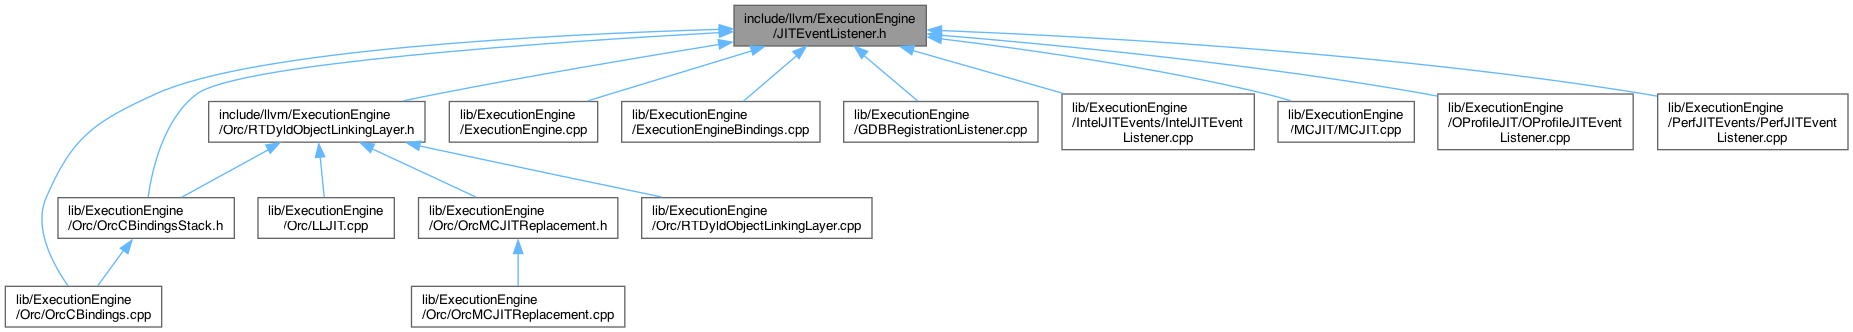 include/llvm/ExecutionEngine
/JITEventListener.h
include/llvm/ExecutionEngine
/Orc/RTDyldObjectLinkingLayer.h
lib/ExecutionEngine
/ExecutionEngine.cpp
lib/ExecutionEngine
/ExecutionEngineBindings.cpp
lib/ExecutionEngine
/GDBRegistrationListener.cpp
lib/ExecutionEngine
/IntelJITEvents/IntelJITEvent
Listener.cpp
lib/ExecutionEngine
/MCJIT/MCJIT.cpp
lib/ExecutionEngine
/OProfileJIT/OProfileJITEvent
Listener.cpp
lib/ExecutionEngine
/PerfJITEvents/PerfJITEvent
Listener.cpp
lib/ExecutionEngine
/Orc/OrcCBindingsStack.h
lib/ExecutionEngine
/Orc/LLJIT.cpp
lib/ExecutionEngine
/Orc/OrcMCJITReplacement.h
lib/ExecutionEngine
/Orc/RTDyldObjectLinkingLayer.cpp
lib/ExecutionEngine
/Orc/OrcCBindings.cpp
lib/ExecutionEngine
/Orc/OrcMCJITReplacement.cpp